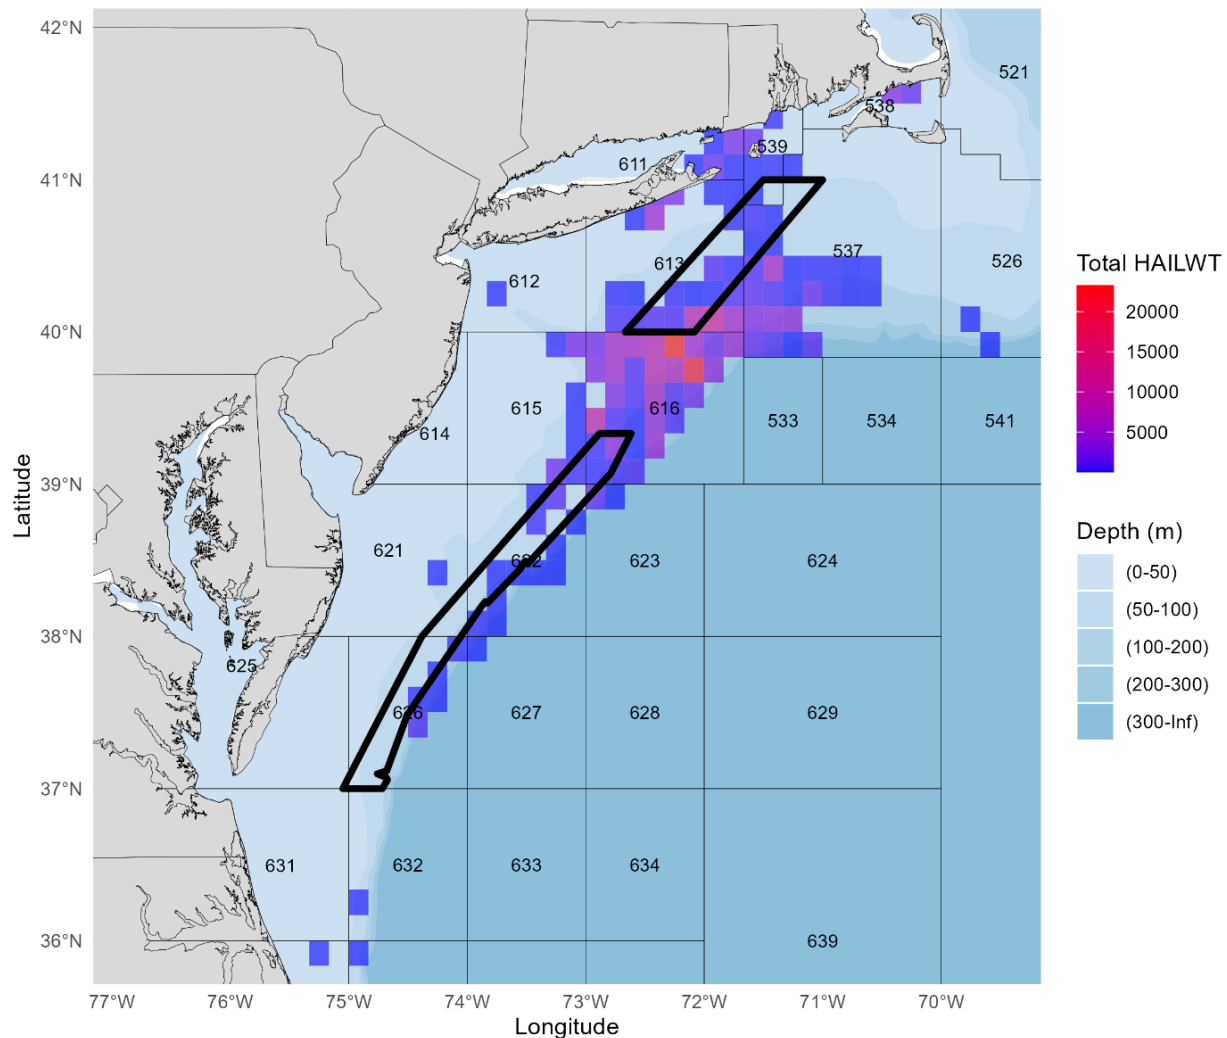 42°N
41°N
40°N
39°N
38°N
37°N
36°N
Latitude
521
538
539
611
537
526
613
612
615
616
614
533
534
541
621
622
623
624
625
626
627
628
629
631
632
633
634
639
77°W 76°W 75°W 74°W 73°W 72°W 71°W 70°W
Longitude
Total HAILWT
20000
15000
10000
5000
Depth (m)
(0-50)
(50-100)
(100-200)
(200-300)
(300-Inf)